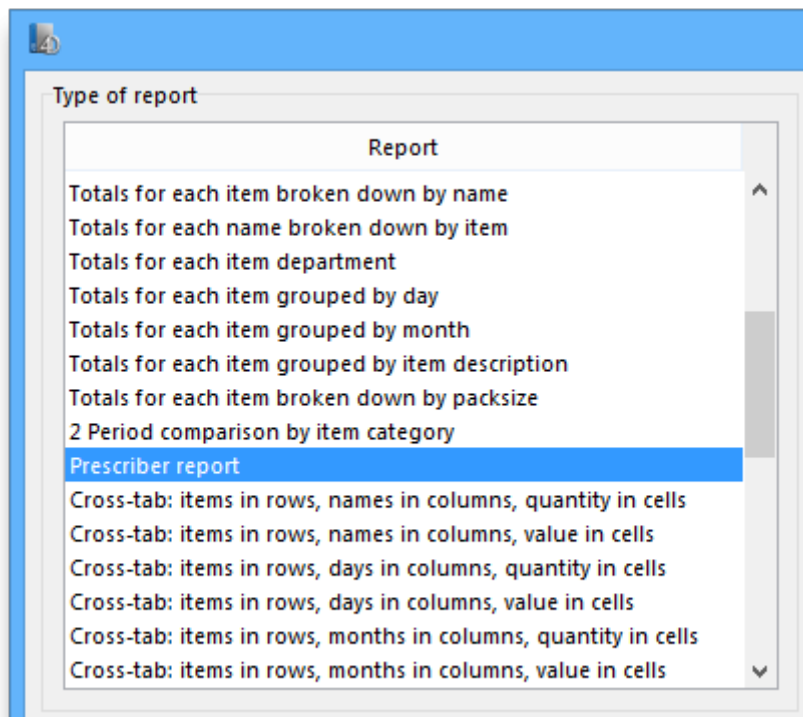 Type of report
Report
Totals for each item broken down by name
Totals for each name broken down by item
Totals for each item department
Totals for each item grouped by day
Totals for each item grouped by month
Totals for each item grouped by item description
Totals for each item broken down by packsize
2 Period comparison by item category
Prescriber report
Cross-tab: items in rows, names in columns, quantity in cells
Cross-tab: items in rows, names in columns, value in cells
Cross-tab: items in rows, days in columns, quantity in cells
Cross-tab: items in rows, days in columns, value in cells
Cross-tab: items in rows, months in columns, quantity in cells
Cross-tab: items in rows, months in columns, value in cells